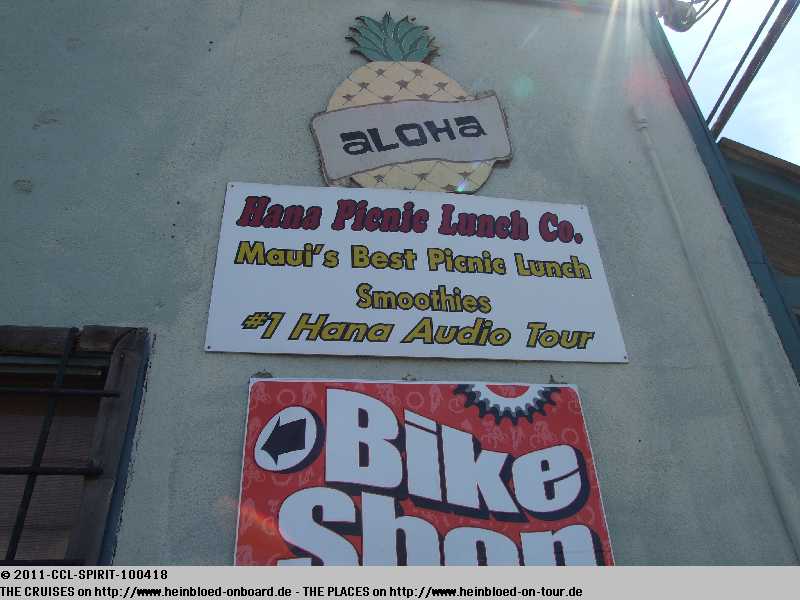 ALOHA
Hana Picnic Lunch Co.
Maui's Best Picnic Lunch
Smoothies
#1 Hana Audio Tour
Bike
Shop
© 2011-CCL-SPIRIT-100418
THE CRUISES on http://www.heinbloed-onboard.de - THE PLACES on http://www.heinbloed-on-tour.de